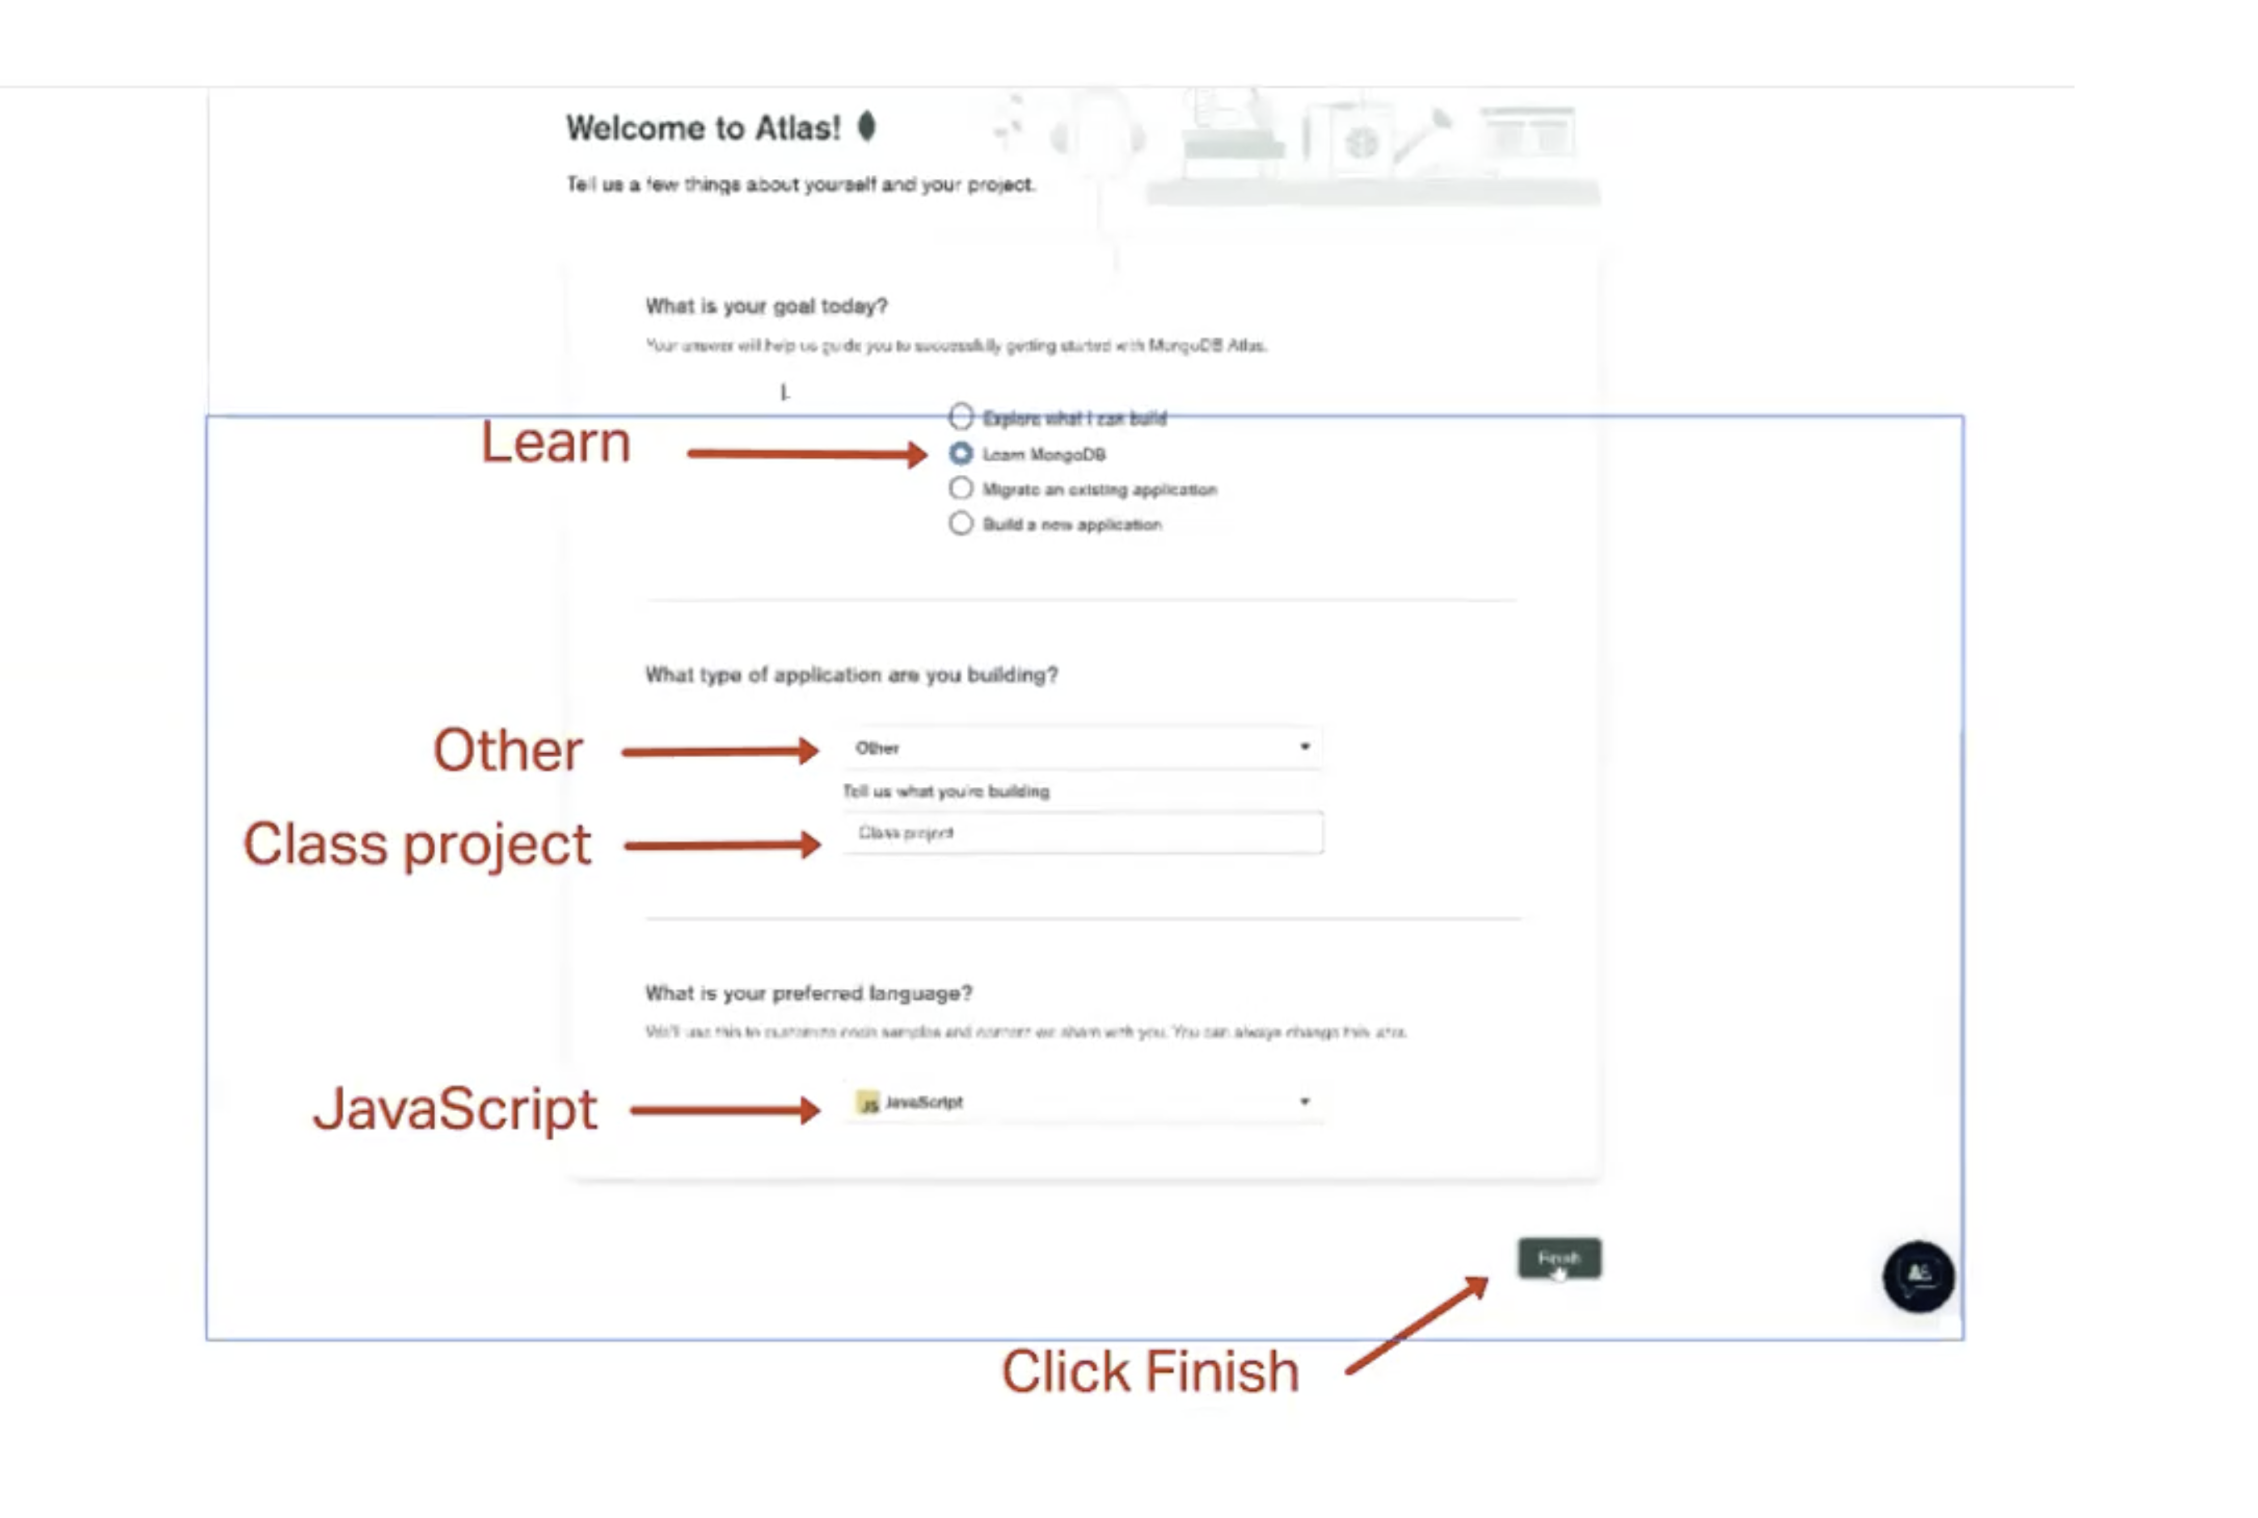 Welcome to Atlas!
Tell us a few things about yourself and your project.
What is your goal today?
Your answer will help us guide you to successfully getting started with MongoDB Atlas.
Explore what I can build
Learn
Learn MongoDB
Migrate an existing application
Build a new application
What type of application are you building?
Other
Other
Tell us what you're building
Class project
Class project
What is your preferred language?
We'll use this to customize code samples and content we share with you. You can always change this later.
JavaScript
JS JavaScript
Finish
Click Finish